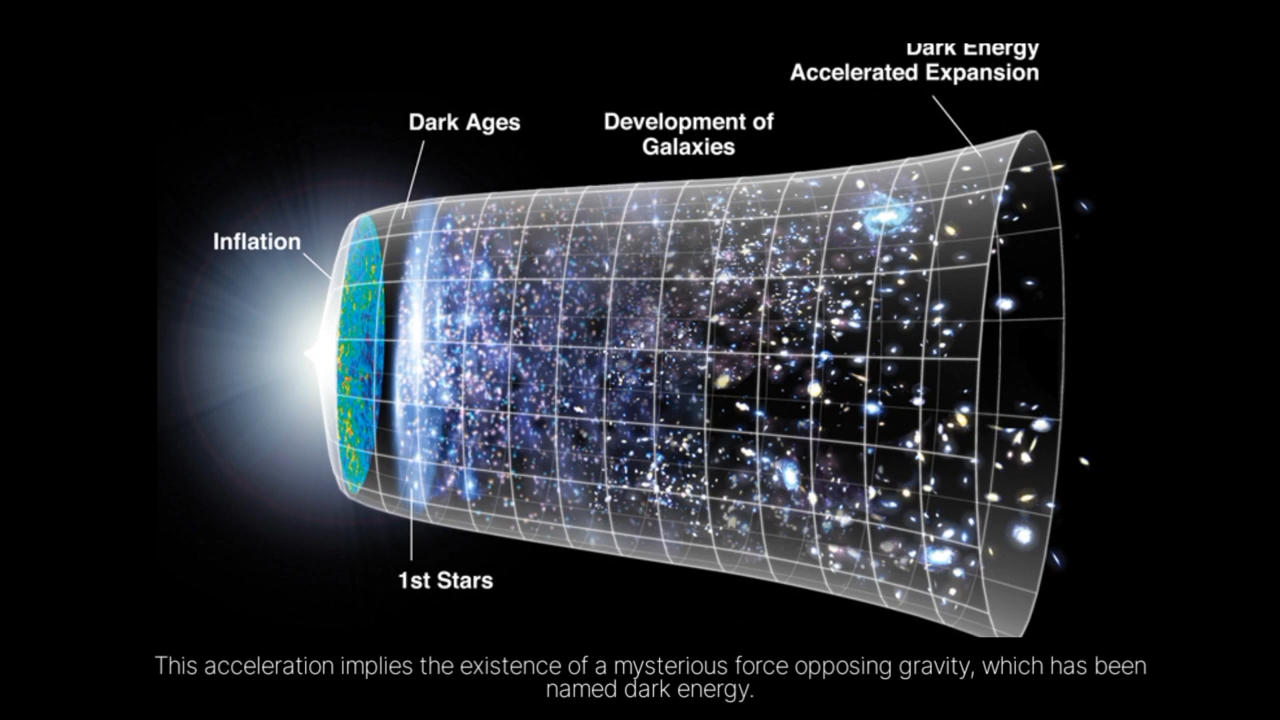 Dark Energy
Accelerated Expansion
Dark Ages
Development of
Galaxies
Inflation
1st Stars
This acceleration implies the existence of a mysterious force opposing gravity, which has been
named dark energy.